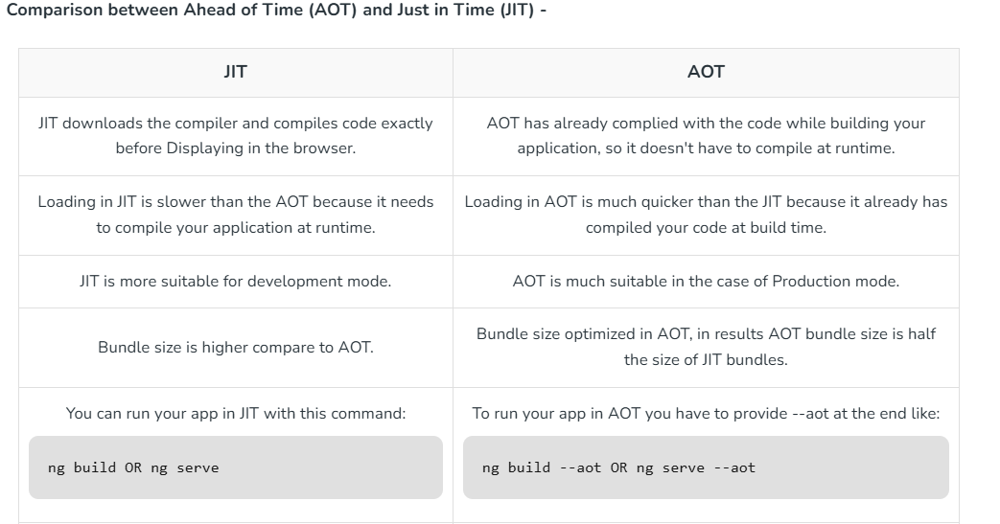 Comparison between Ahead of Time (AOT) and Just in Time (JIT) -
JIT
AOT
JIT downloads the compiler and compiles code exactly
before Displaying in the browser.
AOT has already complied with the code while building your
application, so it doesn't have to compile at runtime.
Loading in JIT is slower than the AOT because it needs
to compile your application at runtime.
Loading in AOT is much quicker than the JIT because it already has
compiled your code at build time.
JIT is more suitable for development mode.
AOT is much suitable in the case of Production mode.
Bundle size is higher compare to AOT.
Bundle size optimized in AOT, in results AOT bundle size is half
the size of JIT bundles.
You can run your app in JIT with this command:
ng build OR ng serve
To run your app in AOT you have to provide --aot at the end like:
ng build --aot OR ng serve --aot